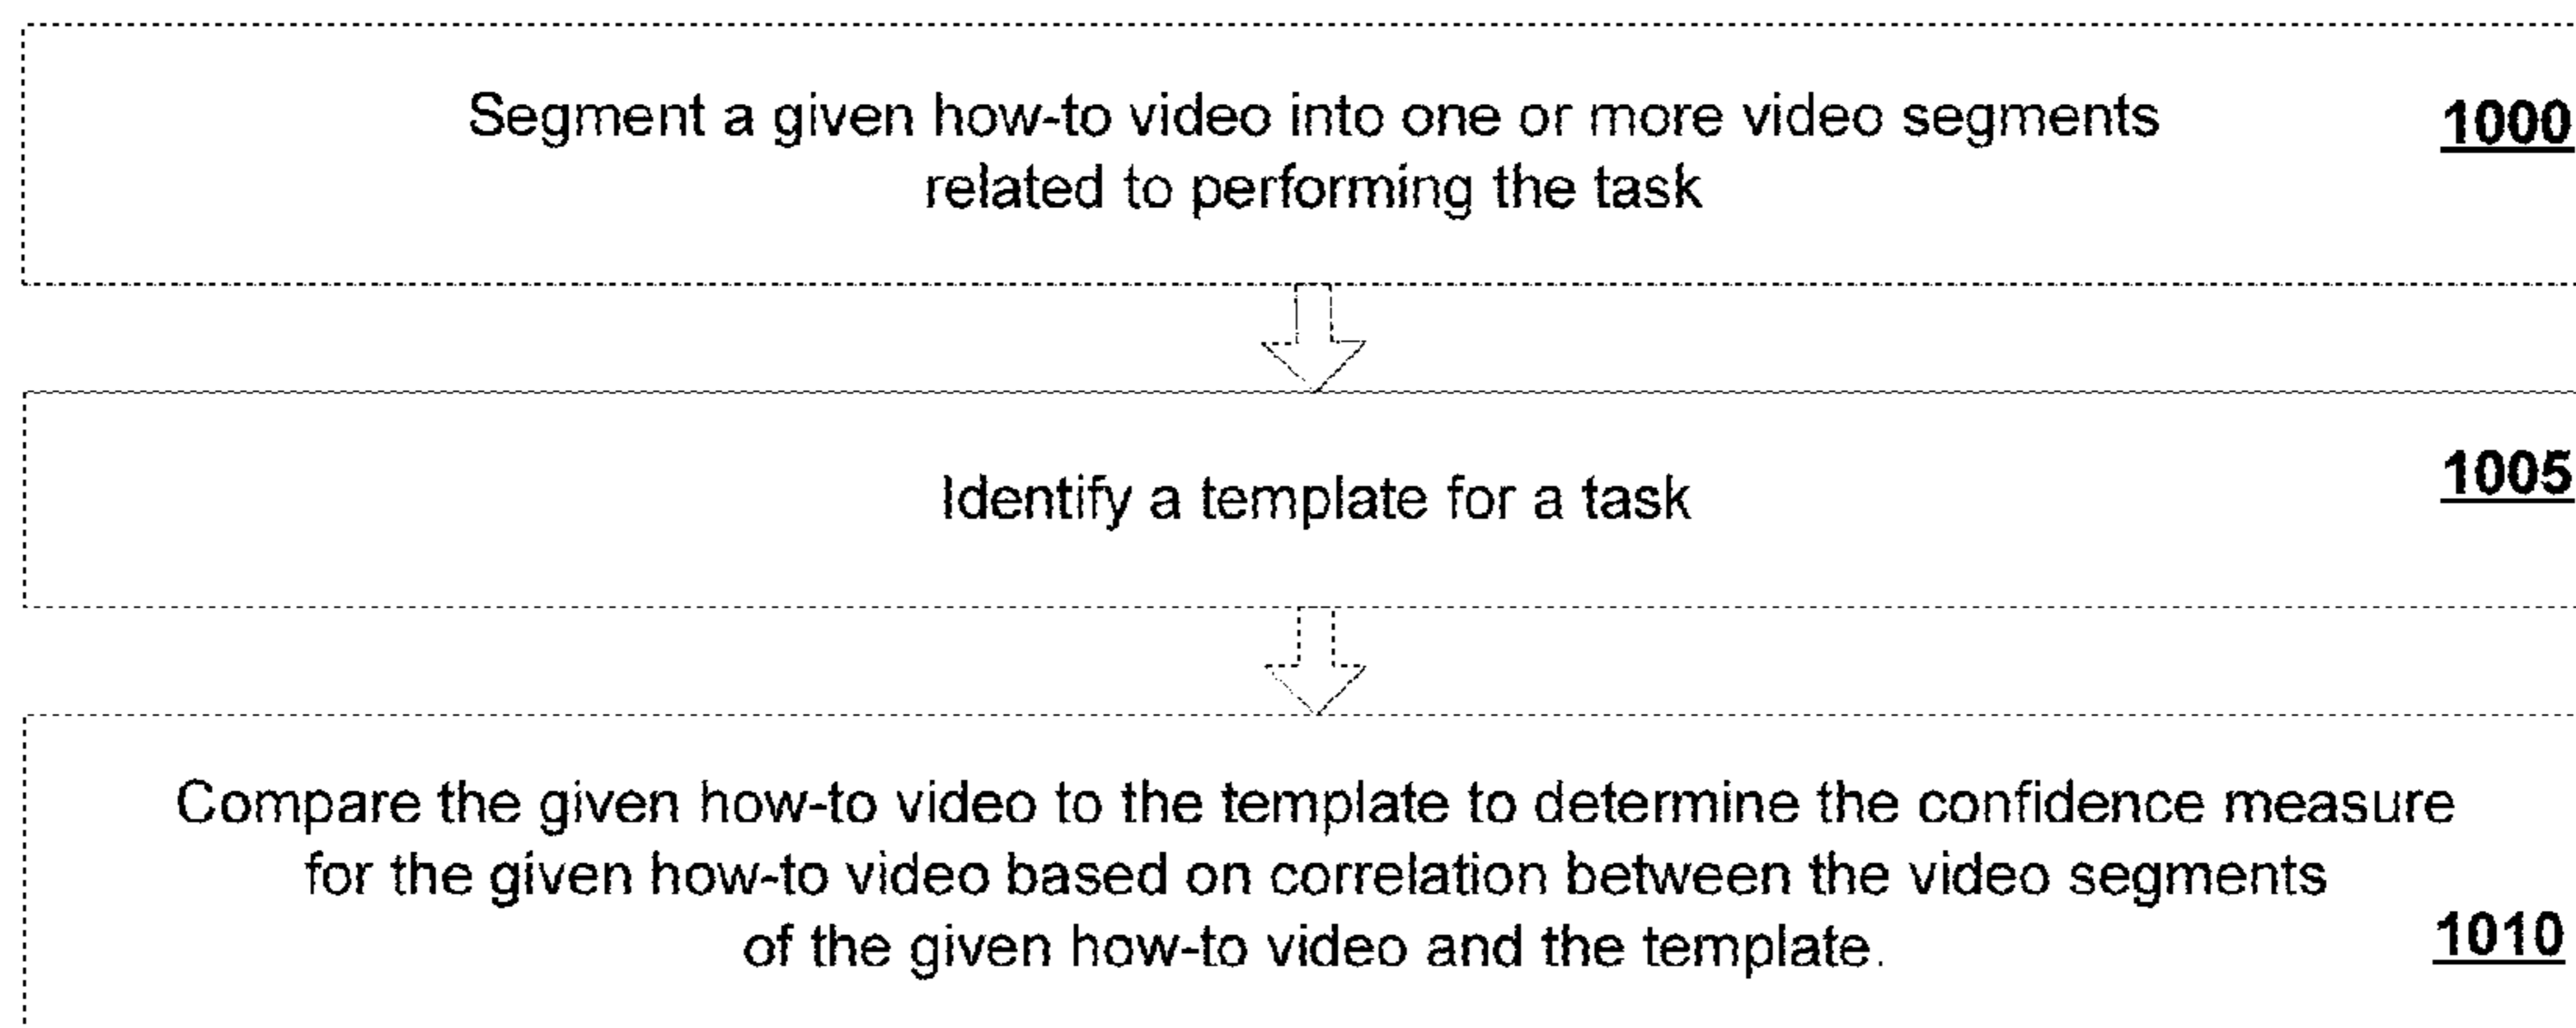 Segment a given how-to video into one or more video segments 1000
related to performing the task
Identify a template for a task 1005
Compare the given how-to video to the template to determine the confidence measure
for the given how-to video based on correlation between the video segments
of the given how-to video and the template. 1010